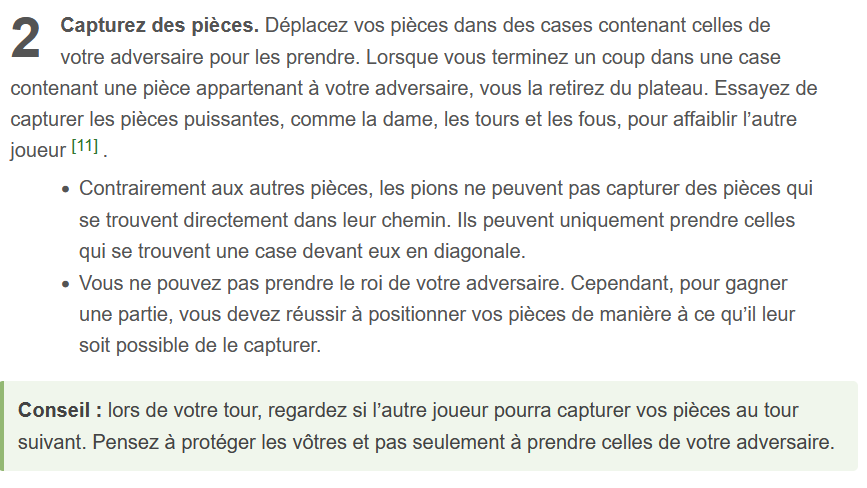 2 Capturez des pièces. Déplacez vos pièces dans des cases contenant celles de
votre adversaire pour les prendre. Lorsque vous terminez un coup dans une case
contenant une pièce appartenant à votre adversaire, vous la retirez du plateau. Essayez de
capturer les pièces puissantes, comme la dame, les tours et les fous, pour affaiblir l’autre
joueur [11] .
• Contrairement aux autres pièces, les pions ne peuvent pas capturer des pièces qui
se trouvent directement dans leur chemin. Ils peuvent uniquement prendre celles
qui se trouvent une case devant eux en diagonale.
• Vous ne pouvez pas prendre le roi de votre adversaire. Cependant, pour gagner
une partie, vous devez réussir à positionner vos pièces de manière à ce qu’il leur
soit possible de le capturer.
Conseil : lors de votre tour, regardez si l’autre joueur pourra capturer vos pièces au tour
suivant. Pensez à protéger les vôtres et pas seulement à prendre celles de votre adversaire.